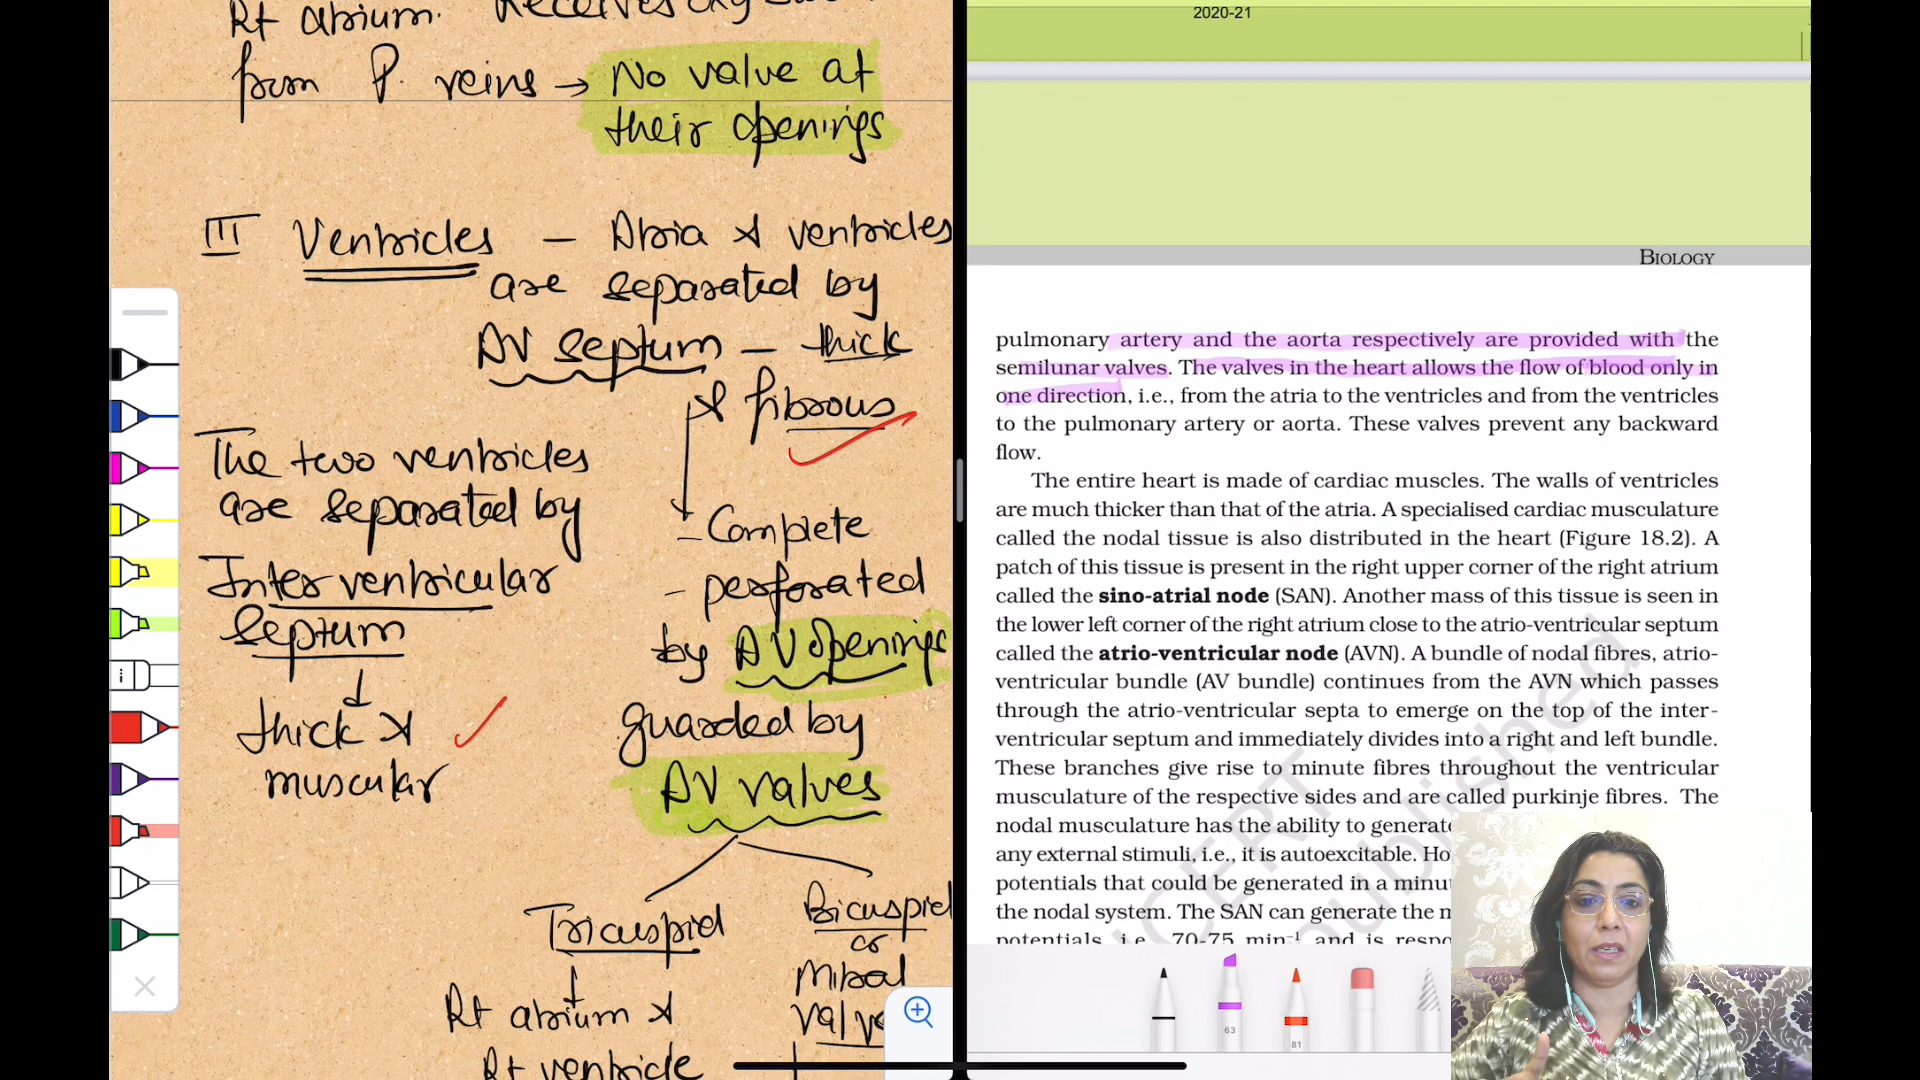 Rt atrium. Receives
from P. veins → No valve at
their openings
III Ventricles – Atria & ventricles
are separated by
AV septum – thick
& fibrous
The two ventricles
are separated by
Inter ventricular
septum
thick &
muscular
– Complete
– perforated
by AV openings
guarded by
AV valves
Tricuspid
Rt atrium &
Rt ventricle
Bicuspid
or
Mitral
valve
2020-21
BIOLOGY
pulmonary artery and the aorta respectively are provided with the
semilunar valves. The valves in the heart allows the flow of blood only in
one direction, i.e., from the atria to the ventricles and from the ventricles
to the pulmonary artery or aorta. These valves prevent any backward
flow.
The entire heart is made of cardiac muscles. The walls of ventricles
are much thicker than that of the atria. A specialised cardiac musculature
called the nodal tissue is also distributed in the heart (Figure 18.2). A
patch of this tissue is present in the right upper corner of the right atrium
called the sino-atrial node (SAN). Another mass of this tissue is seen in
the lower left corner of the right atrium close to the atrio-ventricular septum
called the atrio-ventricular node (AVN). A bundle of nodal fibres, atrio-
ventricular bundle (AV bundle) continues from the AVN which passes
through the atrio-ventricular septa to emerge on the top of the inter-
ventricular septum and immediately divides into a right and left bundle.
These branches give rise to minute fibres throughout the ventricular
musculature of the respective sides and are called purkinje fibres. The
nodal musculature has the ability to generate
any external stimuli, i.e., it is autoexcitable. Ho
potentials that could be generated in a minut
the nodal system. The SAN can generate the m
potentials, i.e., 70-75 min⁻¹, and is respo
63
81